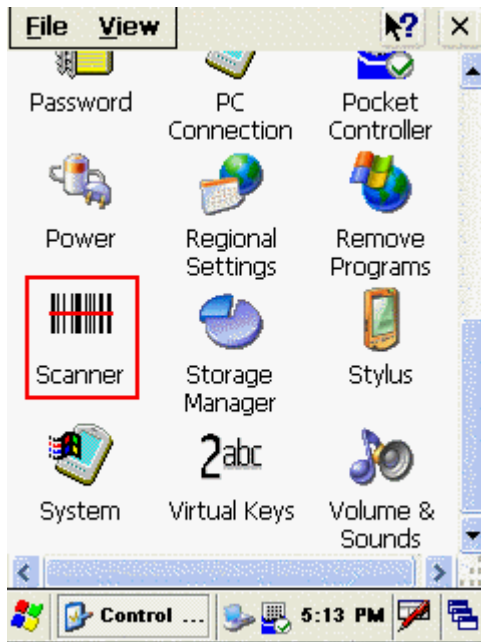 File View
Password PC Connection Pocket Controller
Power Regional Settings Remove Programs
Scanner Storage Manager Stylus
2abc
System Virtual Keys Volume & Sounds
Control ... 5:13 PM